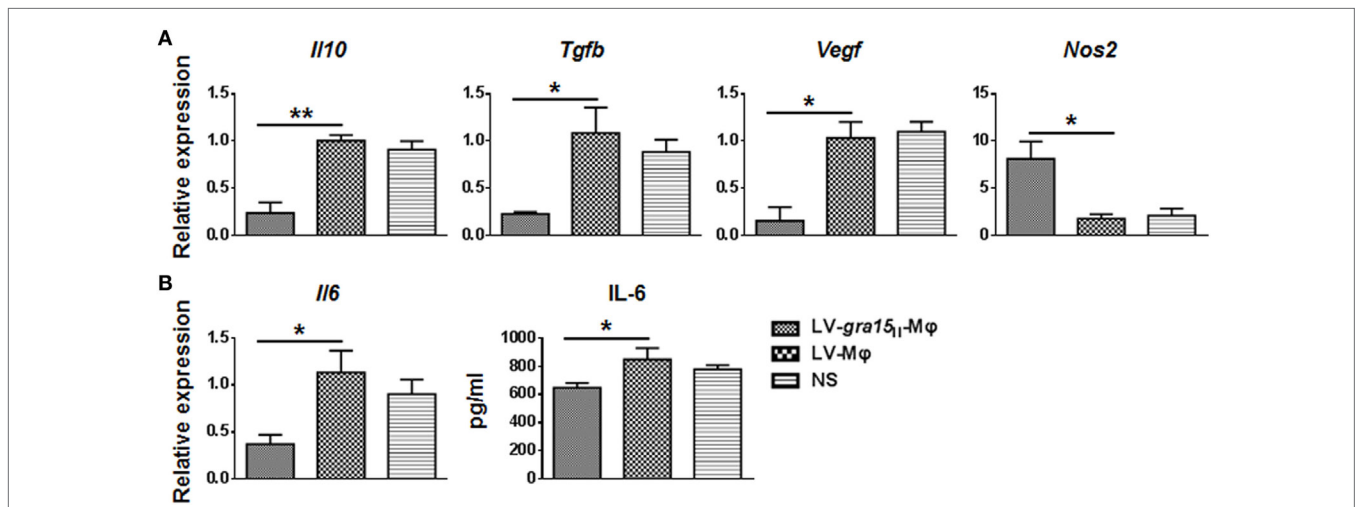 A
Il10
Tgfb
Vegf
Nos2
Relative expression
1.5
1.0
0.5
0.0
**
1.5
1.0
0.5
0.0
*
1.5
1.0
0.5
0.0
*
15
10
5
0
*
B
Il6
IL-6
Relative expression
1.5
1.0
0.5
0.0
*
pg/ml
1000
800
600
400
200
0
*
LV-gra15II-Mφ
LV-Mφ
NS